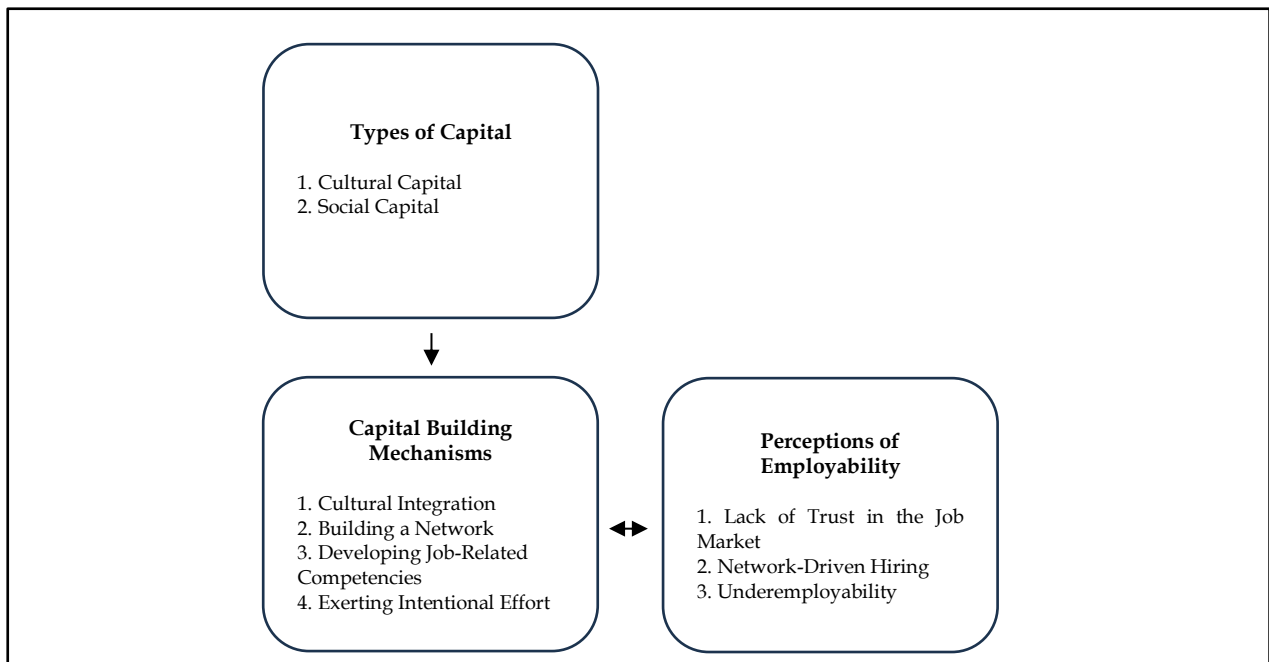 Types of Capital
1. Cultural Capital
2. Social Capital
Capital Building
Mechanisms
1. Cultural Integration
2. Building a Network
3. Developing Job-Related
Competencies
4. Exerting Intentional Effort
Perceptions of
Employability
1. Lack of Trust in the Job
Market
2. Network-Driven Hiring
3. Underemployability